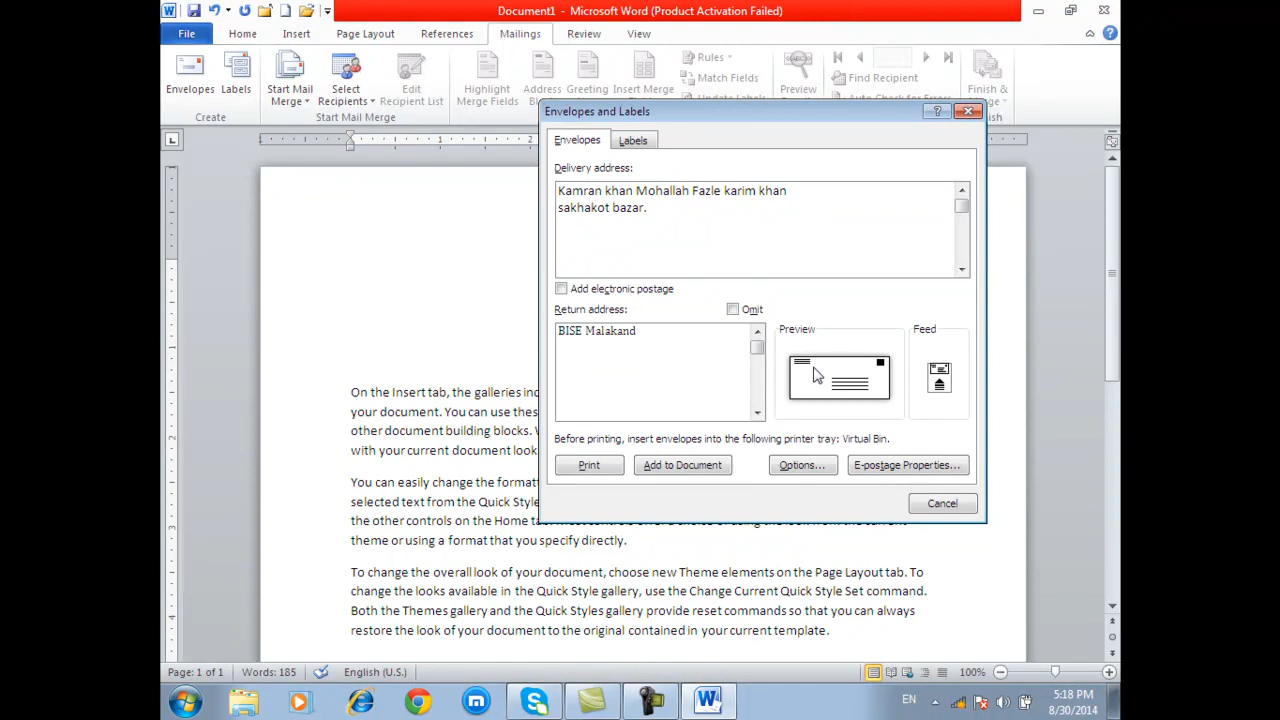 Document1 - Microsoft Word (Product Activation Failed)
File Home Insert Page Layout References Mailings Review View
Envelopes Labels Start Mail Merge Select Recipients Edit Recipient List Highlight Merge Fields Address Greeting Insert Merge Rules Match Fields Preview Find Recipient Finish &
Create Start Mail Merge
Envelopes and Labels
Envelopes Labels
Delivery address:
Kamran khan Mohallah Fazle karim khan
sakhakot bazar.
Add electronic postage
Return address: Omit
BISE Malakand
Preview Feed
Before printing, insert envelopes into the following printer tray: Virtual Bin.
Print Add to Document Options... E-postage Properties...
Cancel
On the Insert tab, the galleries
your document. You can use
other document building blocks.
with your current document look
You can easily change the
selected text from the Quick
the other controls on the Home
theme or using a format that you specify directly.
To change the overall look of your document, choose new Theme elements on the Page Layout tab. To
change the looks available in the Quick Style gallery, use the Change Current Quick Style Set command.
Both the Themes gallery and the Quick Styles gallery provide reset commands so that you can always
restore the look of your document to the original contained in your current template.
Page: 1 of 1 Words: 185 English (U.S.) 100%
EN 5:18 PM
8/30/2014